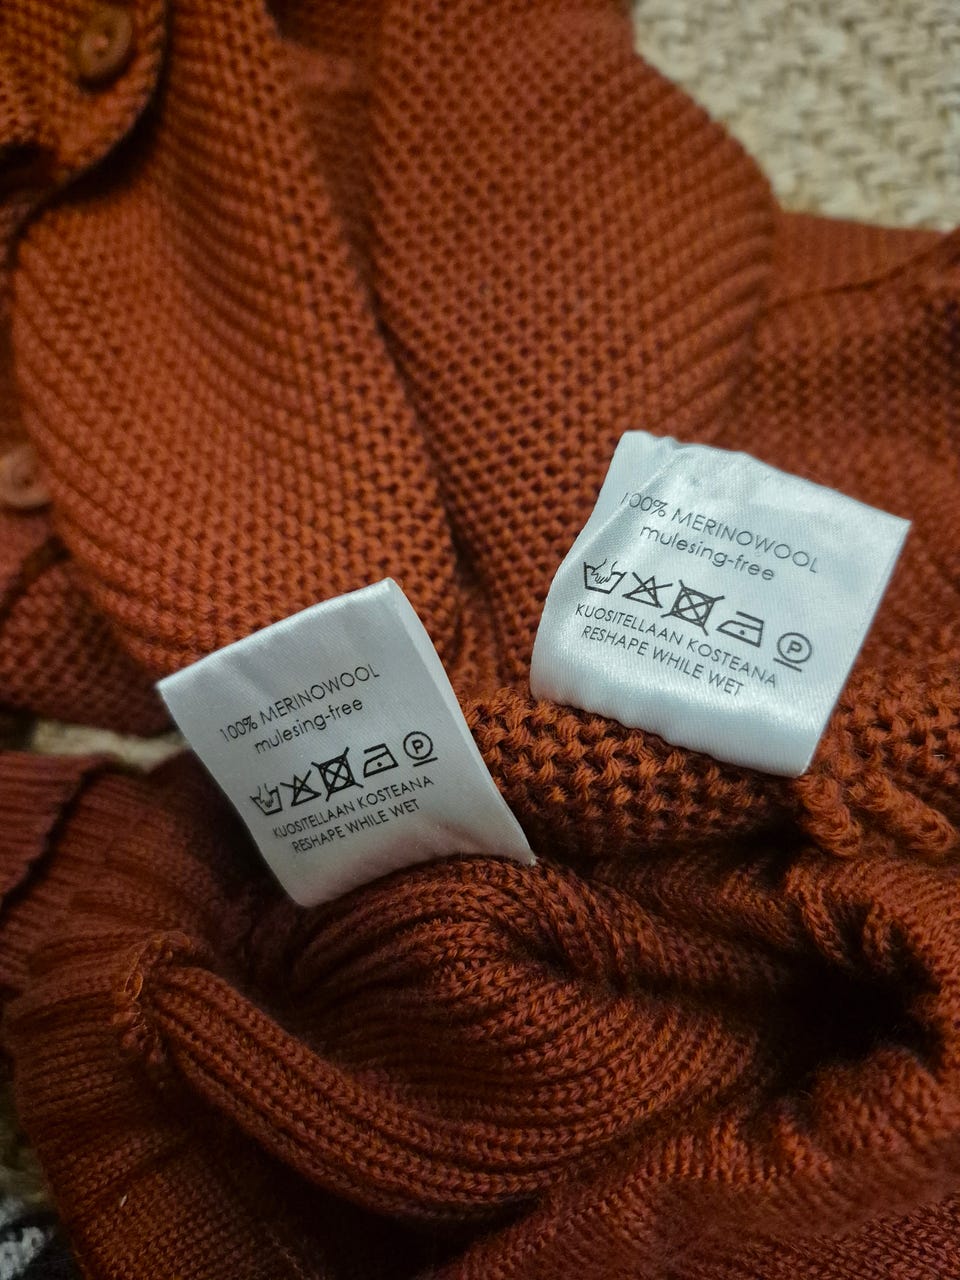 100% MERINOWOOL
mulesing-free
P
KUOSITELLAAN KOSTEANA
RESHAPE WHILE WET
100% MERINOWOOL
mulesing-free
P
KUOSITELLAAN KOSTEANA
RESHAPE WHILE WET